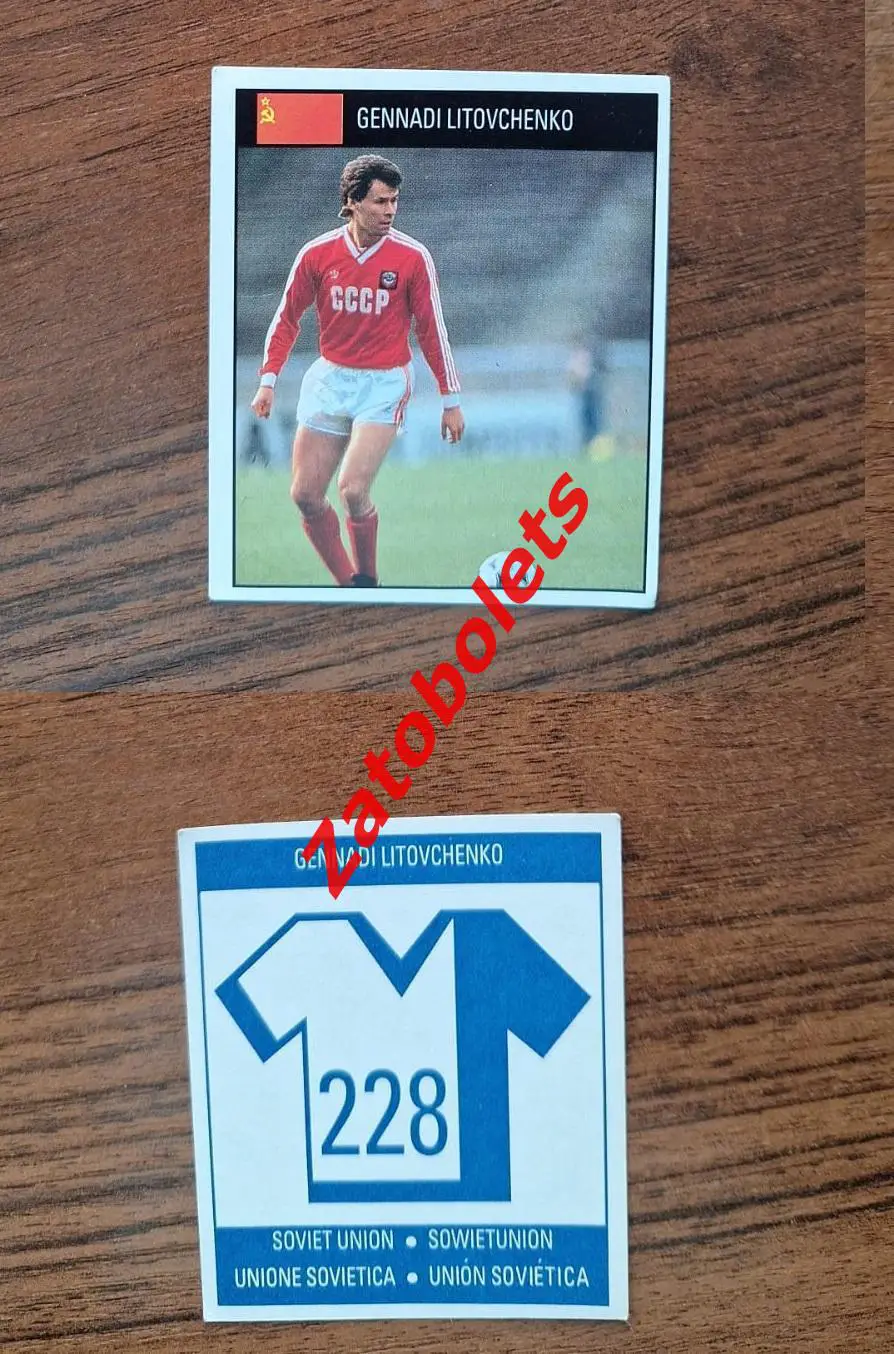 GENNADI LITOVCHENKO
CCCP
Zatobolets
GENNADI LITOVCHENKO
228
SOVIET UNION • SOWIETUNION
UNIONE SOVIETICA • UNIÓN SOVIÉTICA